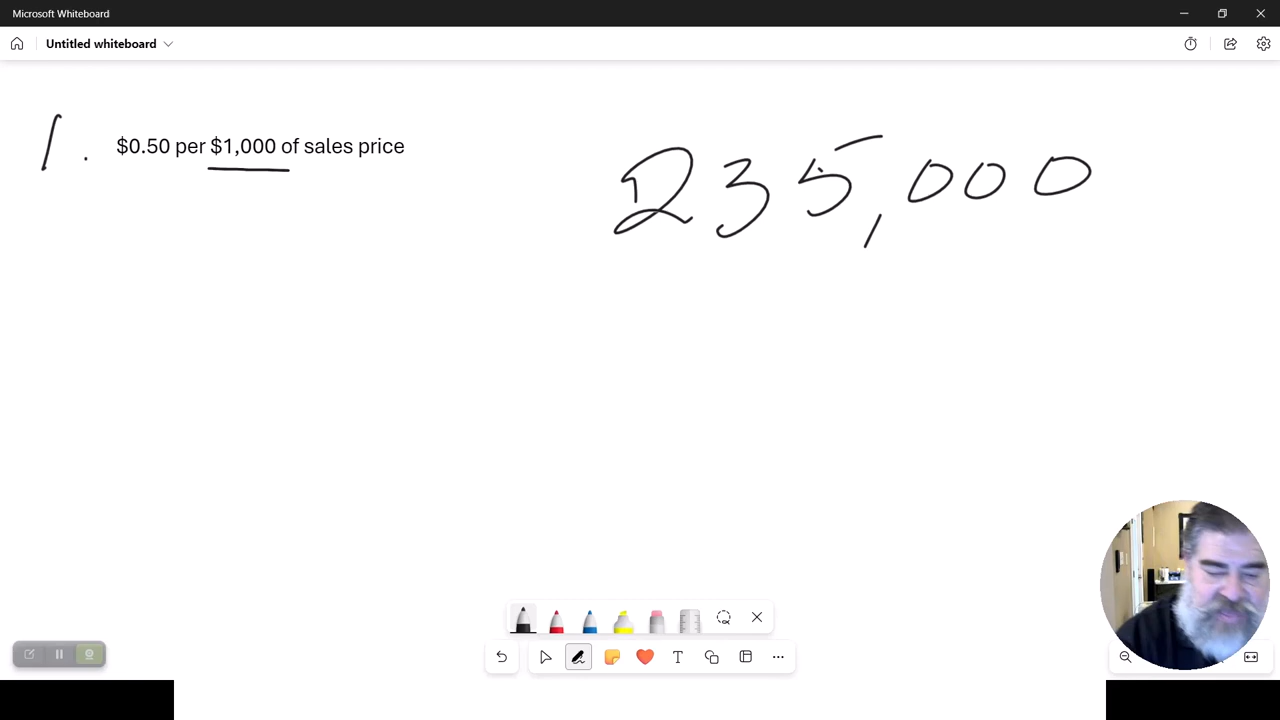 Microsoft Whiteboard
Untitled whiteboard
1. $0.50 per $1,000 of sales price
235,000
T